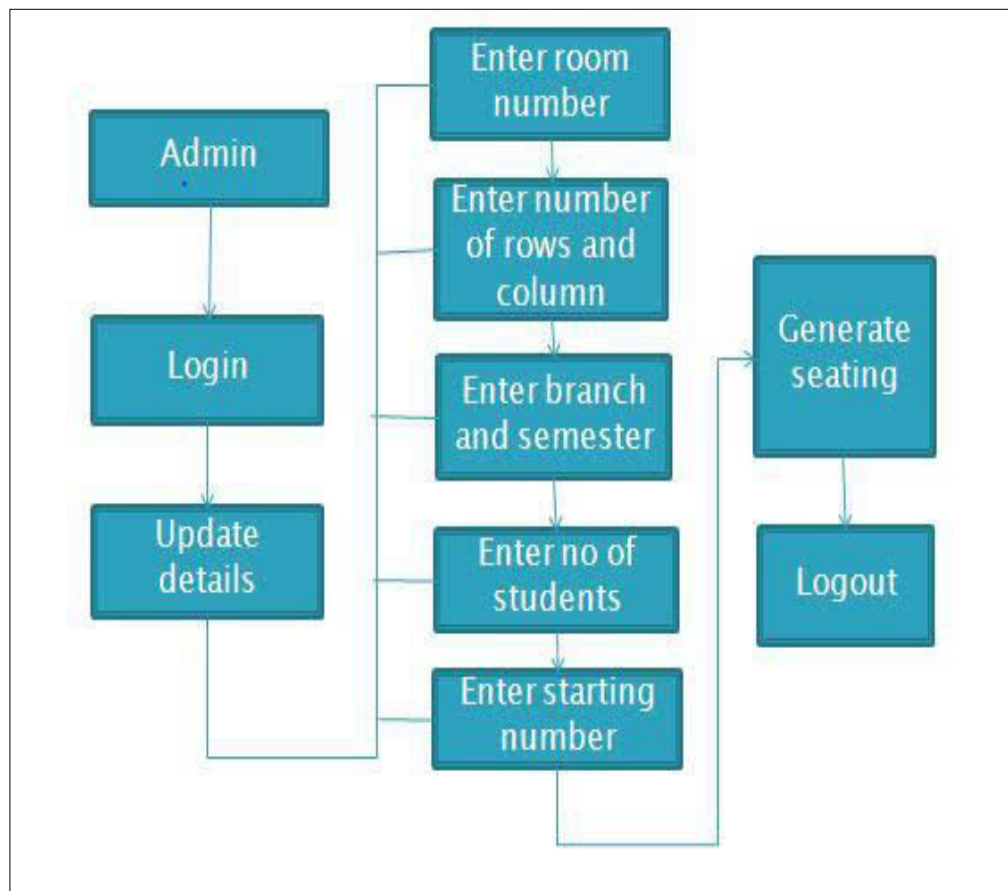 Admin
Login
Update
details
Enter room
number
Enter number
of rows and
column
Enter branch
and semester
Enter no of
students
Enter starting
number
Generate
seating
Logout